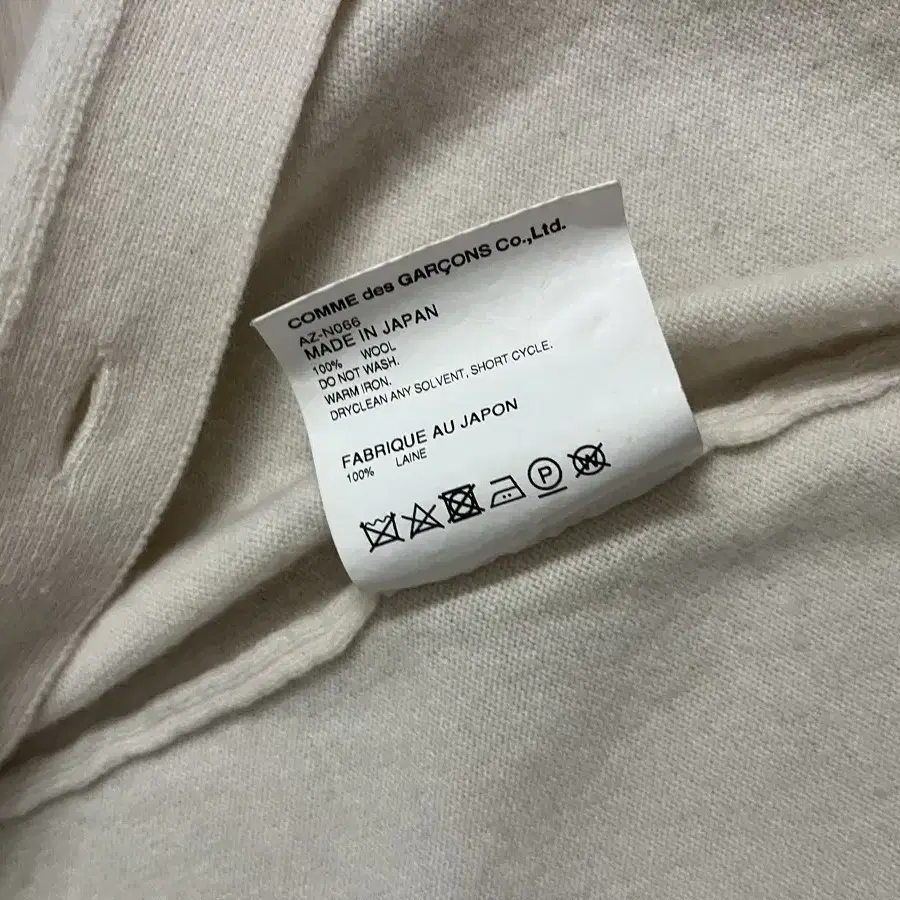 COMME des GARÇONS Co.,Ltd.
AZ-N066
MADE IN JAPAN
100% WOOL
DO NOT WASH.
WARM IRON.
DRYCLEAN ANY SOLVENT, SHORT CYCLE.
FABRIQUE AU JAPON
100% LAINE
P W